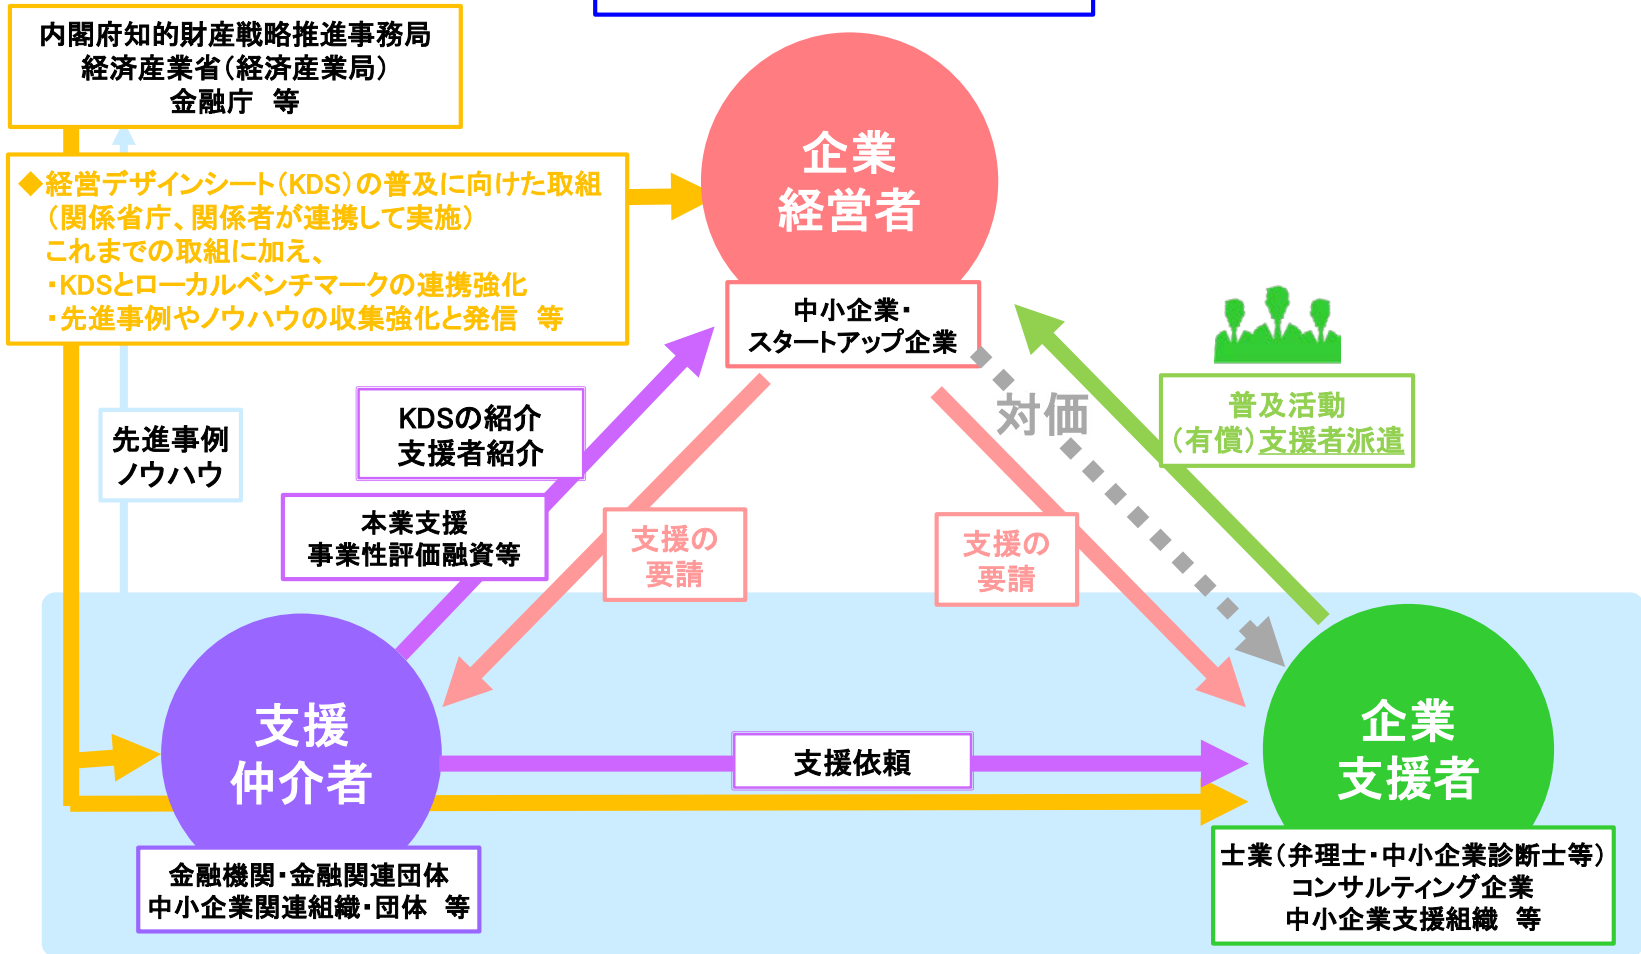 内閣府知的財産戦略推進事務局
経済産業省（経済産業局）
金融庁　等
◆経営デザインシート（KDS）の普及に向けた取組
（関係省庁、関係者が連携して実施）
これまでの取組に加え、
・KDSとローカルベンチマークの連携強化
・先進事例やノウハウの収集強化と発信　等
企業
経営者
中小企業・
スタートアップ企業
先進事例
ノウハウ
KDSの紹介
支援者紹介
本業支援
事業性評価融資等
支援の
要請
支援の
要請
対価
普及活動
（有償）支援者派遣
支援
仲介者
金融機関・金融関連団体
中小企業関連組織・団体　等
支援依頼
企業
支援者
士業（弁理士・中小企業診断士等）
コンサルティング企業
中小企業支援組織　等